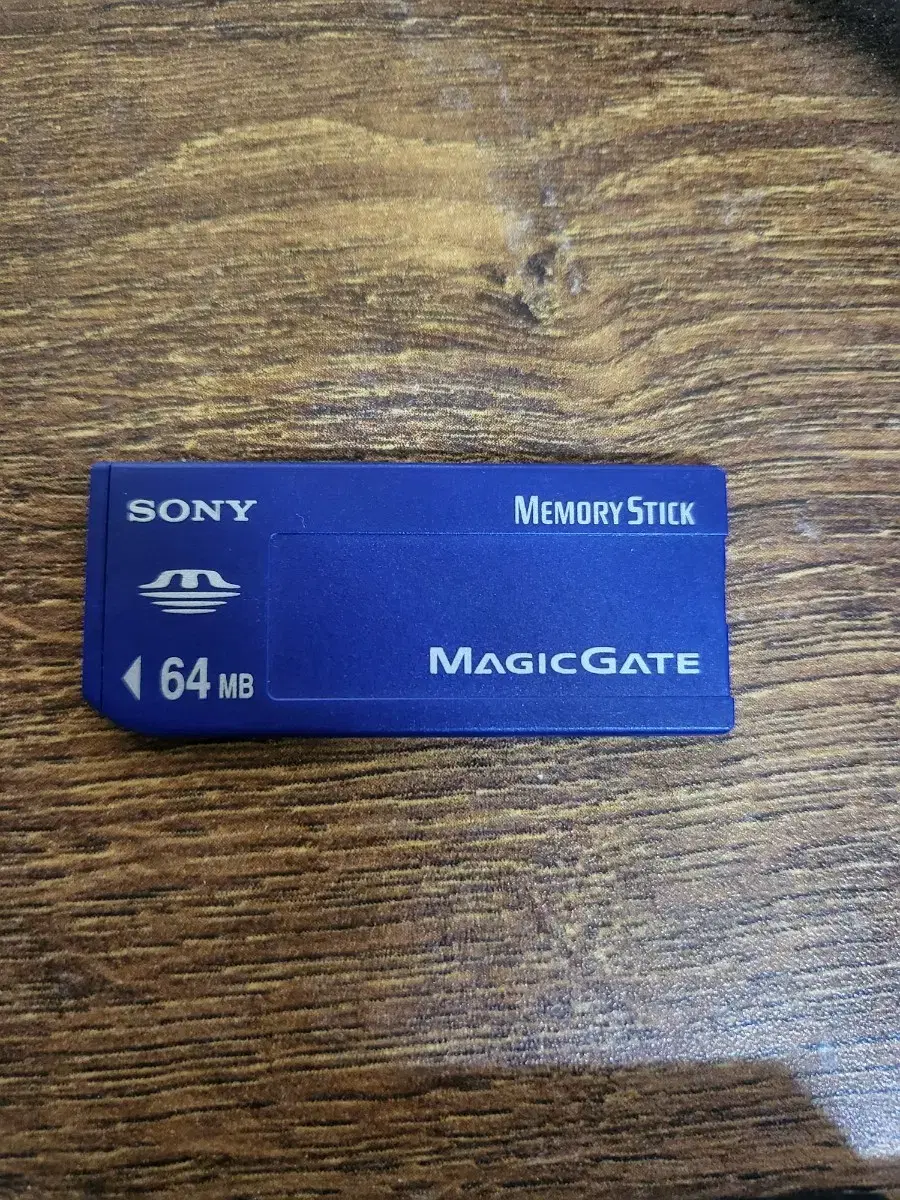 SONY
MEMORY STICK
MAGICGATE
64 MB